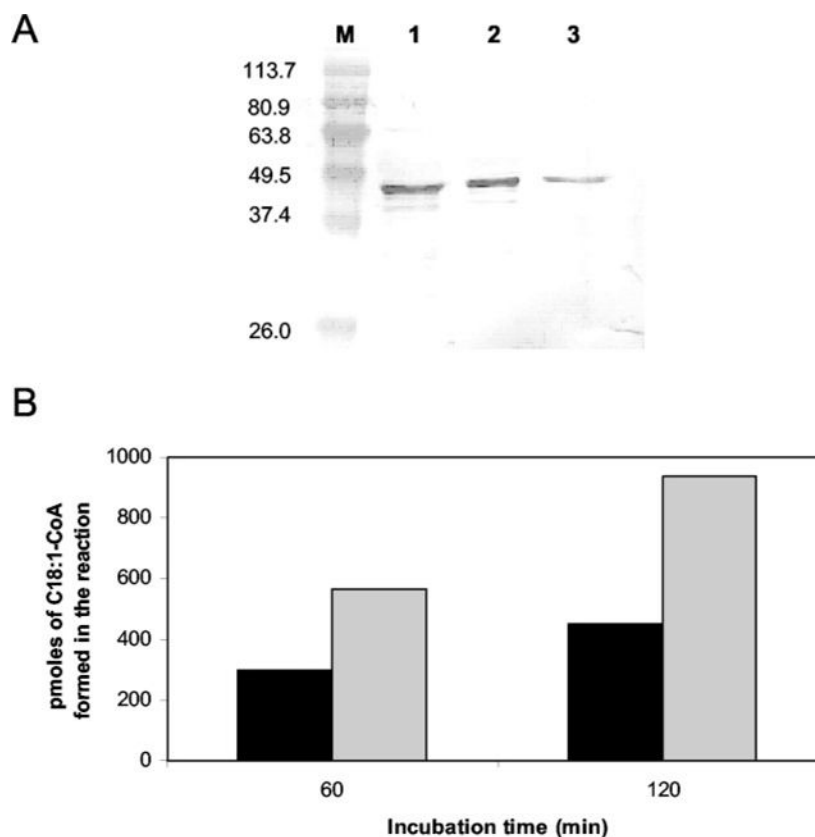 A
M 1 2 3
113.7
80.9
63.8
49.5
37.4
26.0
B
pmoles of C18:1-CoA
formed in the reaction
1000
800
600
400
200
0
60 120
Incubation time (min)